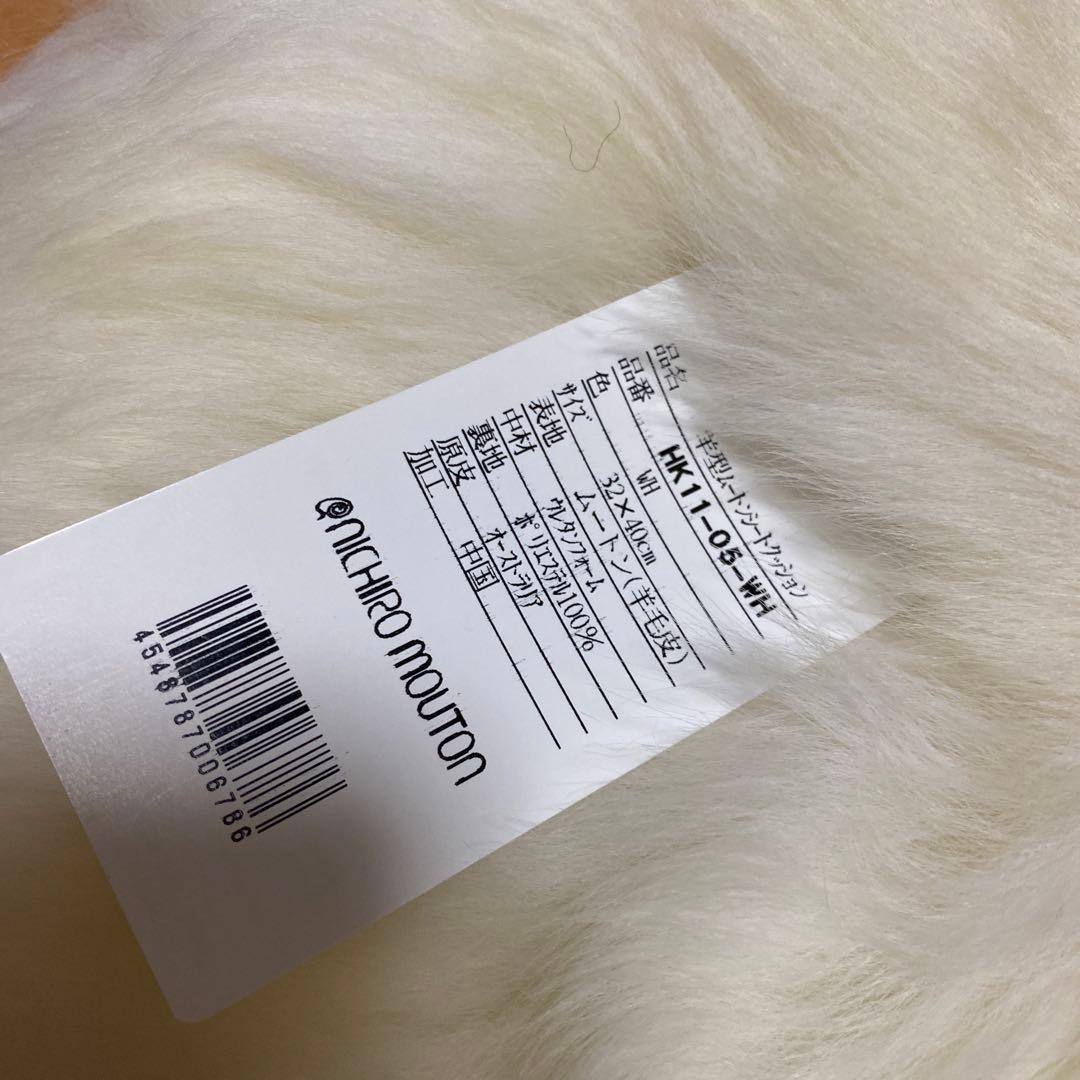 品名 羊型ムートンシートクッション
品番 HK11-05-WH
色 WH
サイズ 32×40cm
表地 ムートン(羊毛皮)
中材 ウレタンフォーム
裏地 ポリエステル100%
原皮 オーストラリア
加工 中国
NICHIRO MOUTON
4548787006786